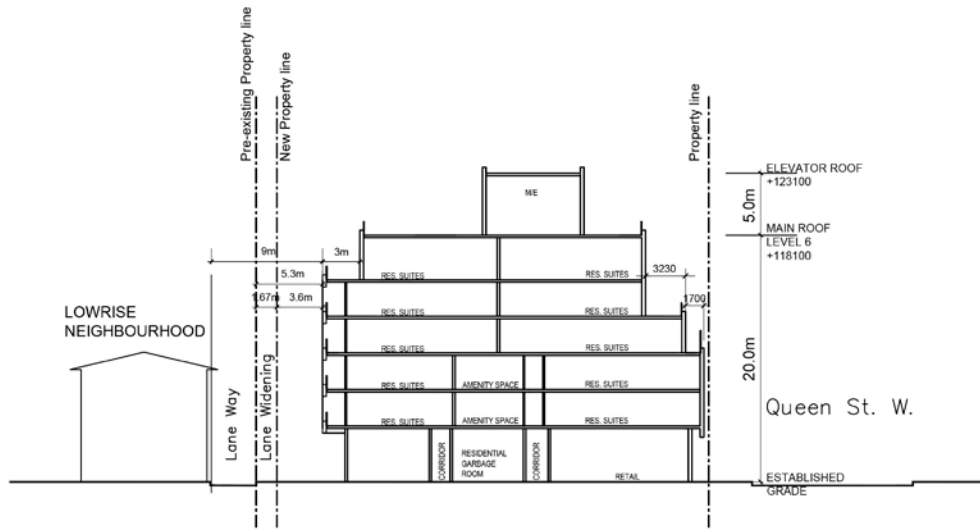 Pre-existing Property line
New Property line
Property line
ELEVATOR ROOF
+123100
5.0m
MAIN ROOF
LEVEL 6
+118100
M/E
9m
3m
5.3m
1.67m
3.6m
3230
1700
RES. SUITES
RES. SUITES
RES. SUITES
RES. SUITES
RES. SUITES
RES. SUITES
RES. SUITES
AMENITY SPACE
RES. SUITES
RES. SUITES
AMENITY SPACE
RES. SUITES
LOWRISE
NEIGHBOURHOOD
Lane Way
Lane Widening
20.0m
Queen St. W.
CORRIDOR
RESIDENTIAL
GARBAGE
ROOM
CORRIDOR
RETAIL
ESTABLISHED
GRADE